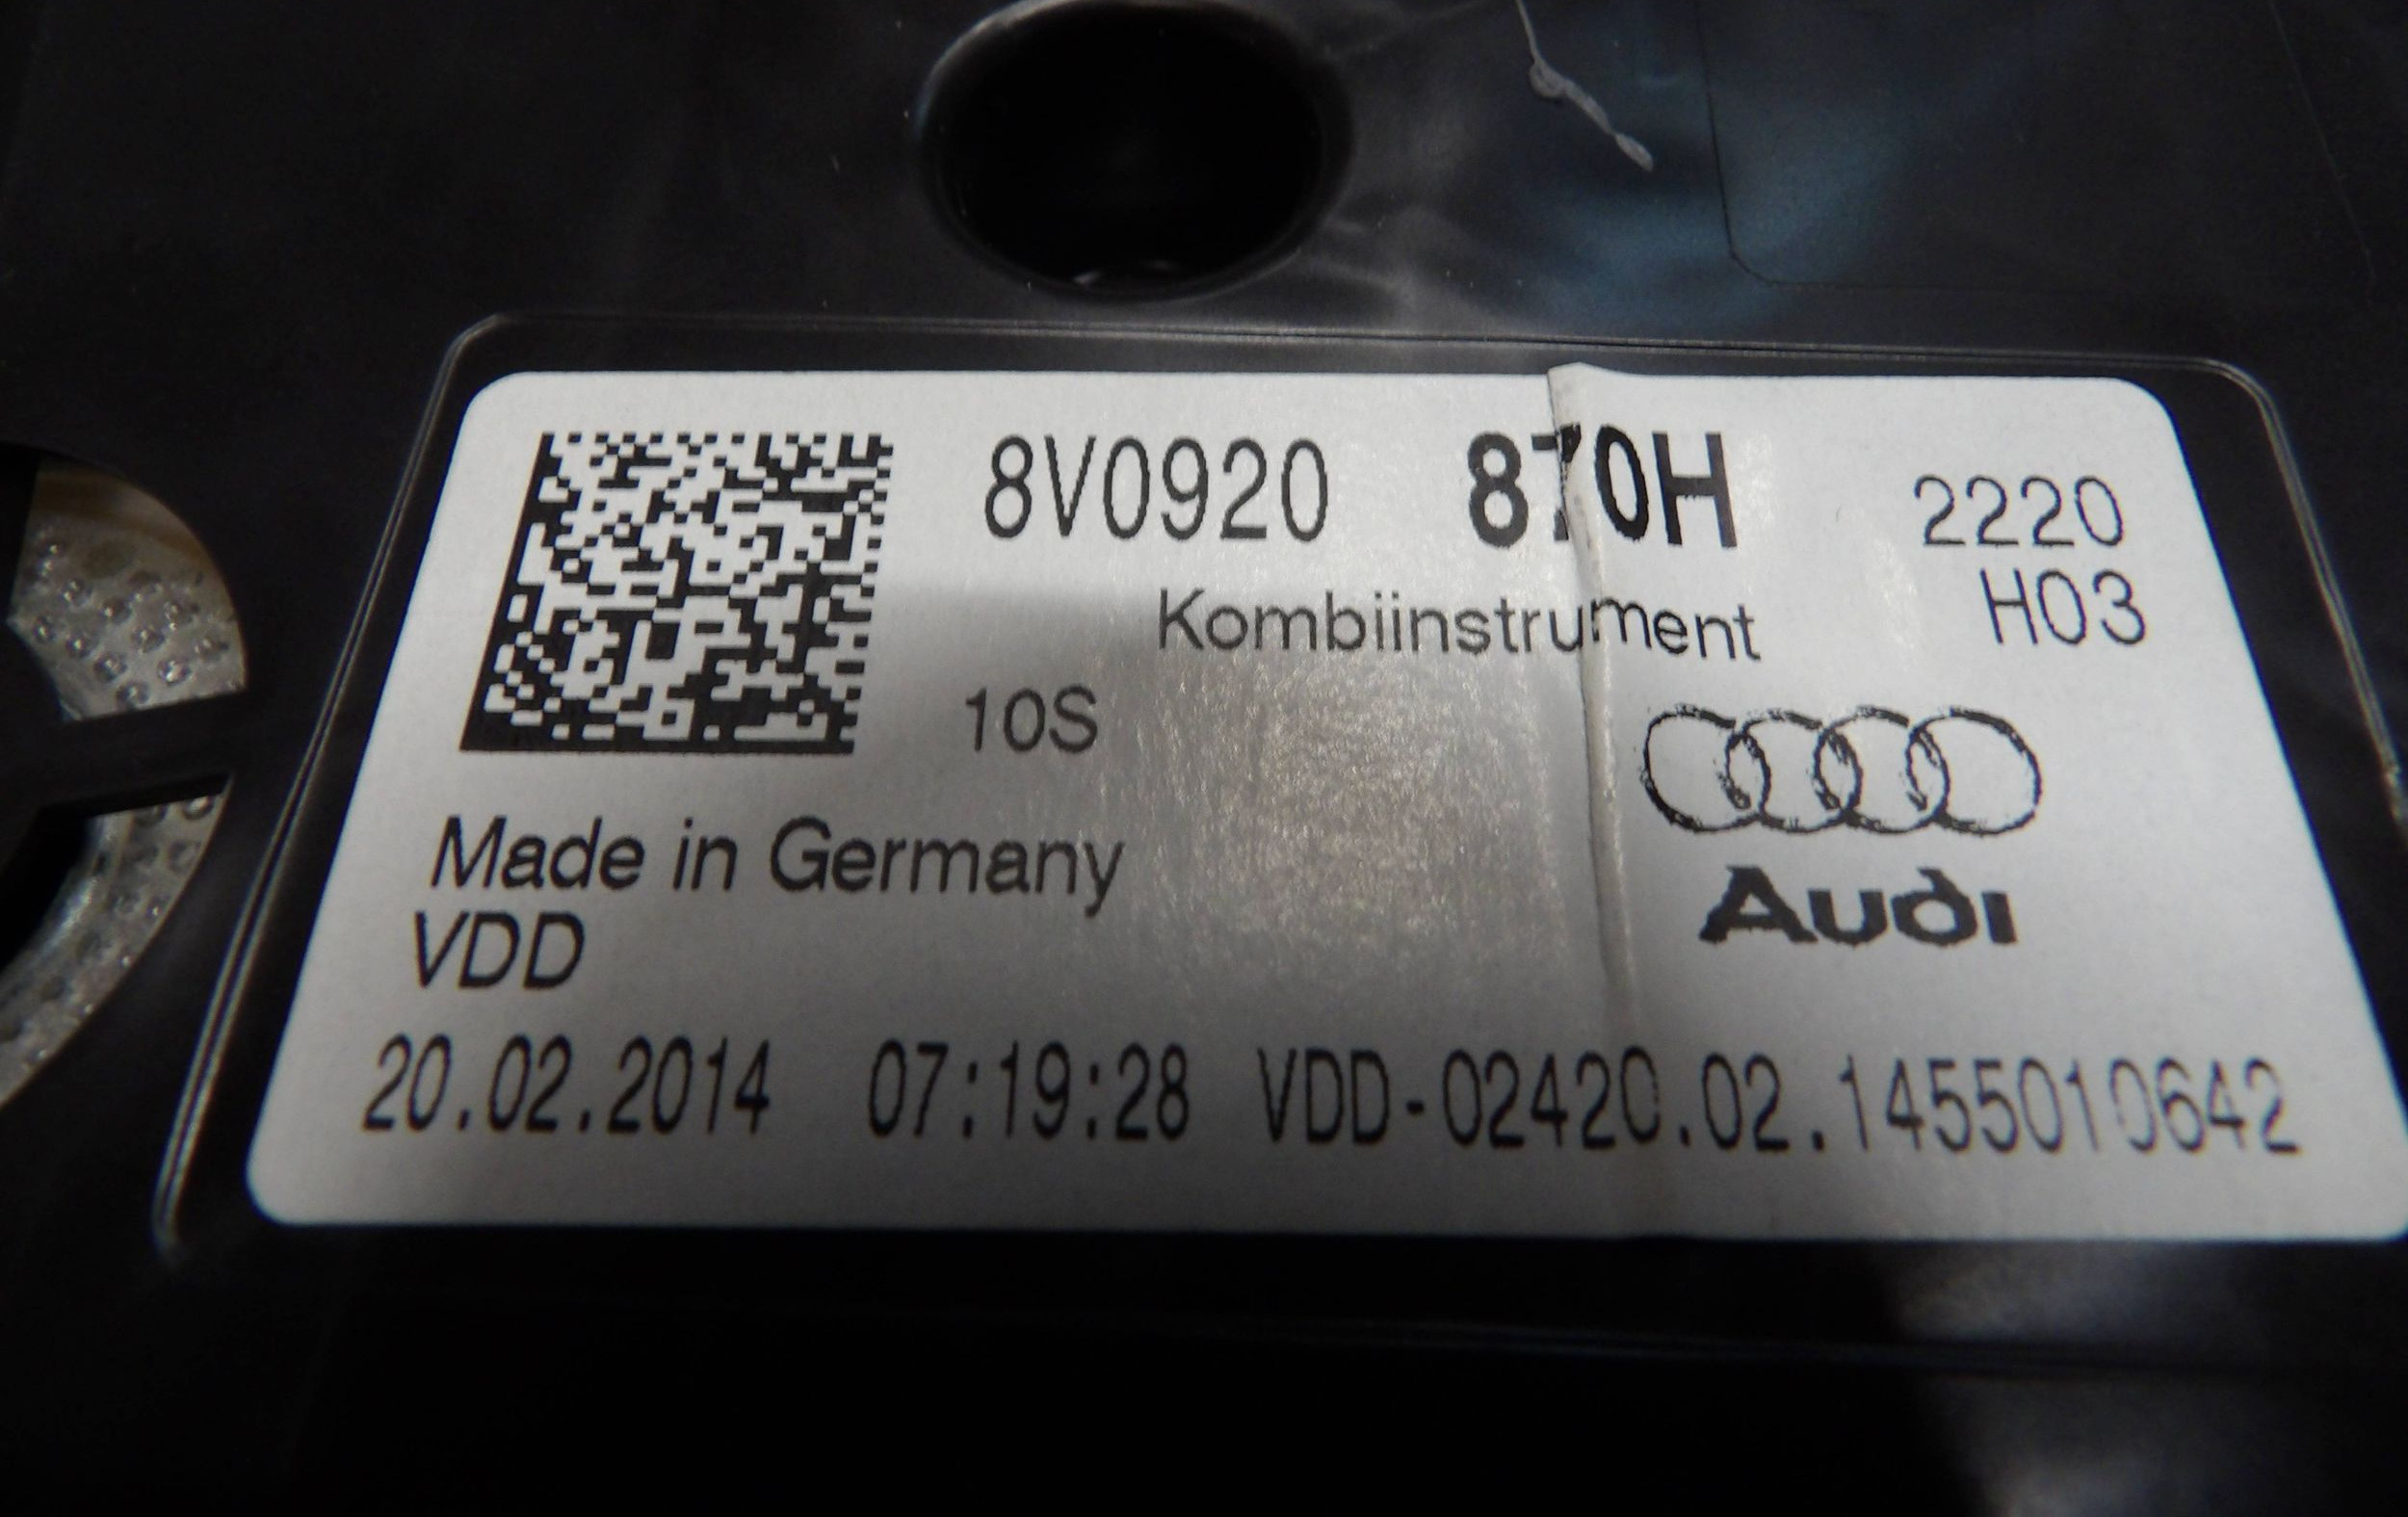 8V0920 870H 2220
H03
Kombiinstrument
10S
Audi
Made in Germany
VDD
20.02.2014 07:19:28 VDD-02420.02.1455010642